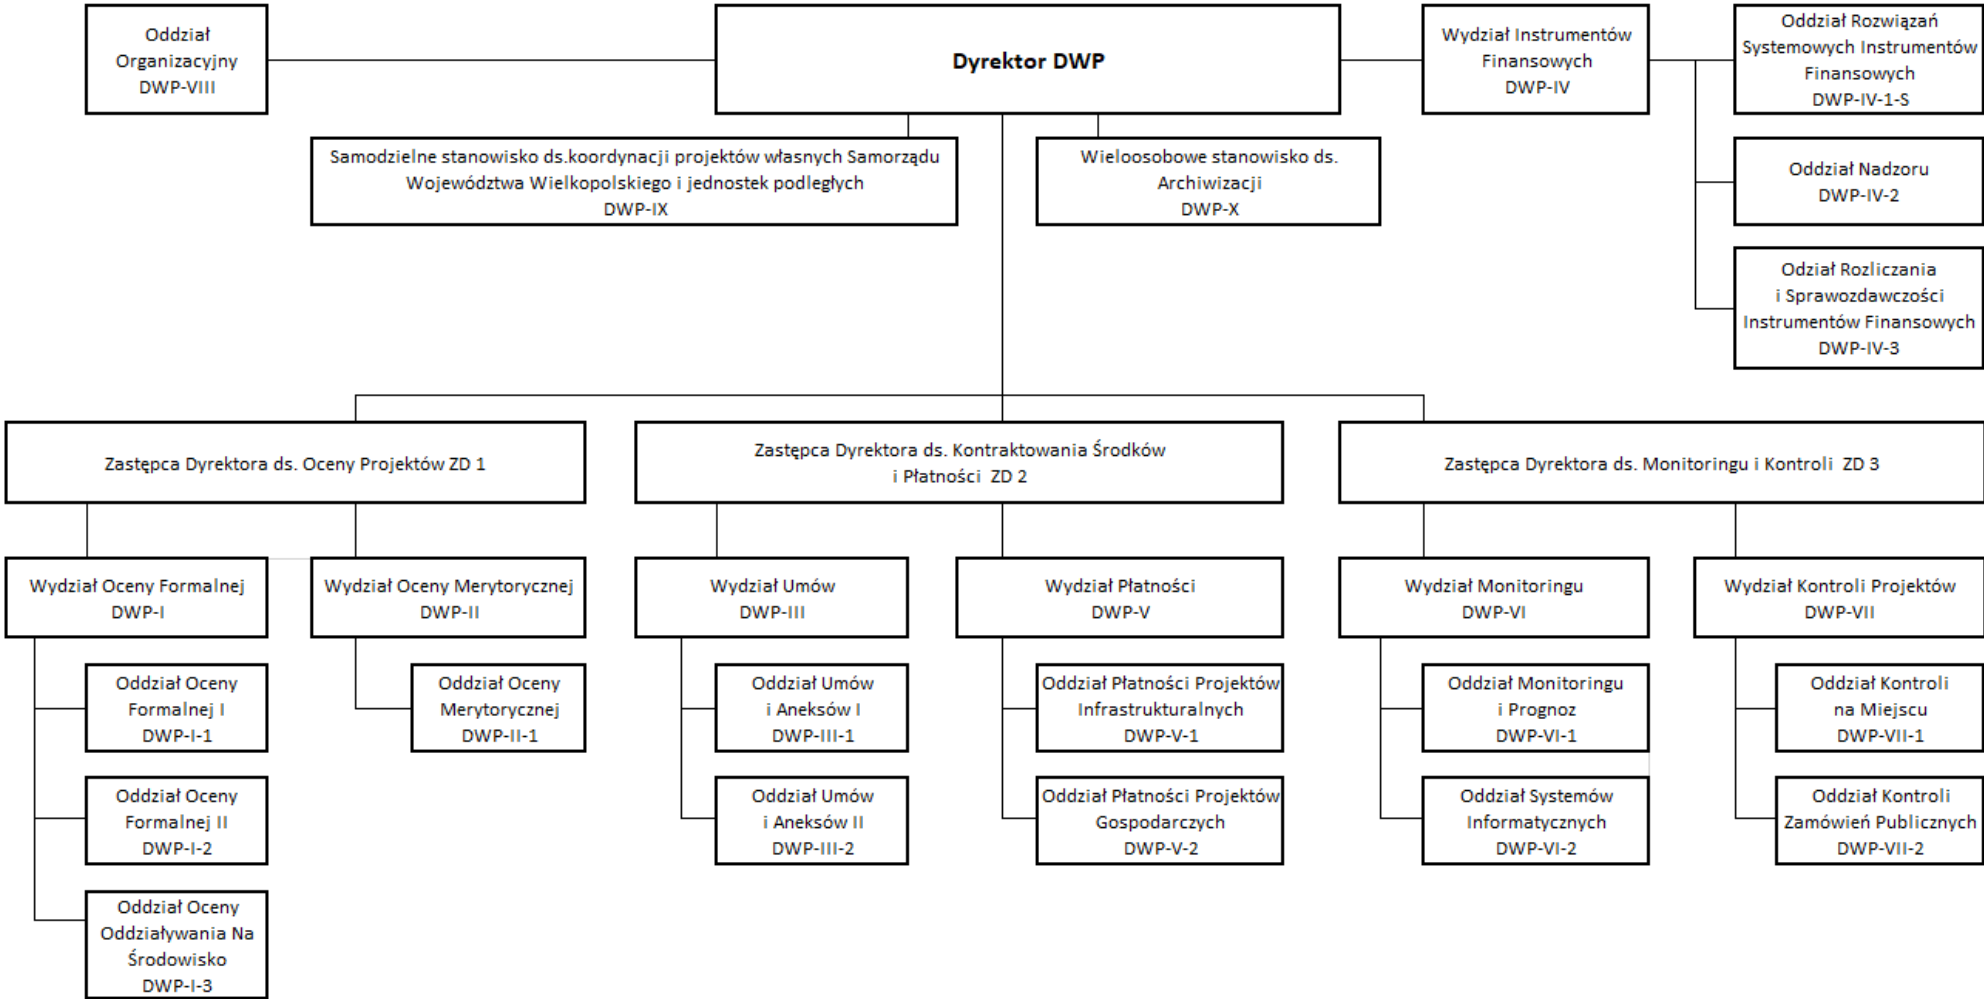 Oddział
Organizacyjny
DWP-VIII
Dyrektor DWP
Wydział Instrumentów
Finansowych
DWP-IV
Oddział Rozwiązań
Systemowych Instrumentów
Finansowych
DWP-IV-1-S
Samodzielne stanowisko ds.koordynacji projektów własnych Samorządu
Województwa Wielkopolskiego i jednostek podległych
DWP-IX
Wieloosobowe stanowisko ds.
Archiwizacji
DWP-X
Oddział Nadzoru
DWP-IV-2
Odział Rozliczania
i Sprawozdawczości
Instrumentów Finansowych
DWP-IV-3
Zastępca Dyrektora ds. Oceny Projektów ZD 1
Zastępca Dyrektora ds. Kontraktowania Środków
i Płatności ZD 2
Zastępca Dyrektora ds. Monitoringu i Kontroli ZD 3
Wydział Oceny Formalnej
DWP-I
Wydział Oceny Merytorycznej
DWP-II
Wydział Umów
DWP-III
Wydział Płatności
DWP-V
Wydział Monitoringu
DWP-VI
Wydział Kontroli Projektów
DWP-VII
Oddział Oceny
Formalnej I
DWP-I-1
Oddział Oceny
Merytorycznej
DWP-II-1
Oddział Umów
i Aneksów I
DWP-III-1
Oddział Płatności Projektów
Infrastrukturalnych
DWP-V-1
Oddział Monitoringu
i Prognoz
DWP-VI-1
Oddział Kontroli
na Miejscu
DWP-VII-1
Oddział Oceny
Formalnej II
DWP-I-2
Oddział Umów
i Aneksów II
DWP-III-2
Oddział Płatności Projektów
Gospodarczych
DWP-V-2
Oddział Systemów
Informatycznych
DWP-VI-2
Oddział Kontroli
Zamówień Publicznych
DWP-VII-2
Oddział Oceny
Oddziaływania Na
Środowisko
DWP-I-3